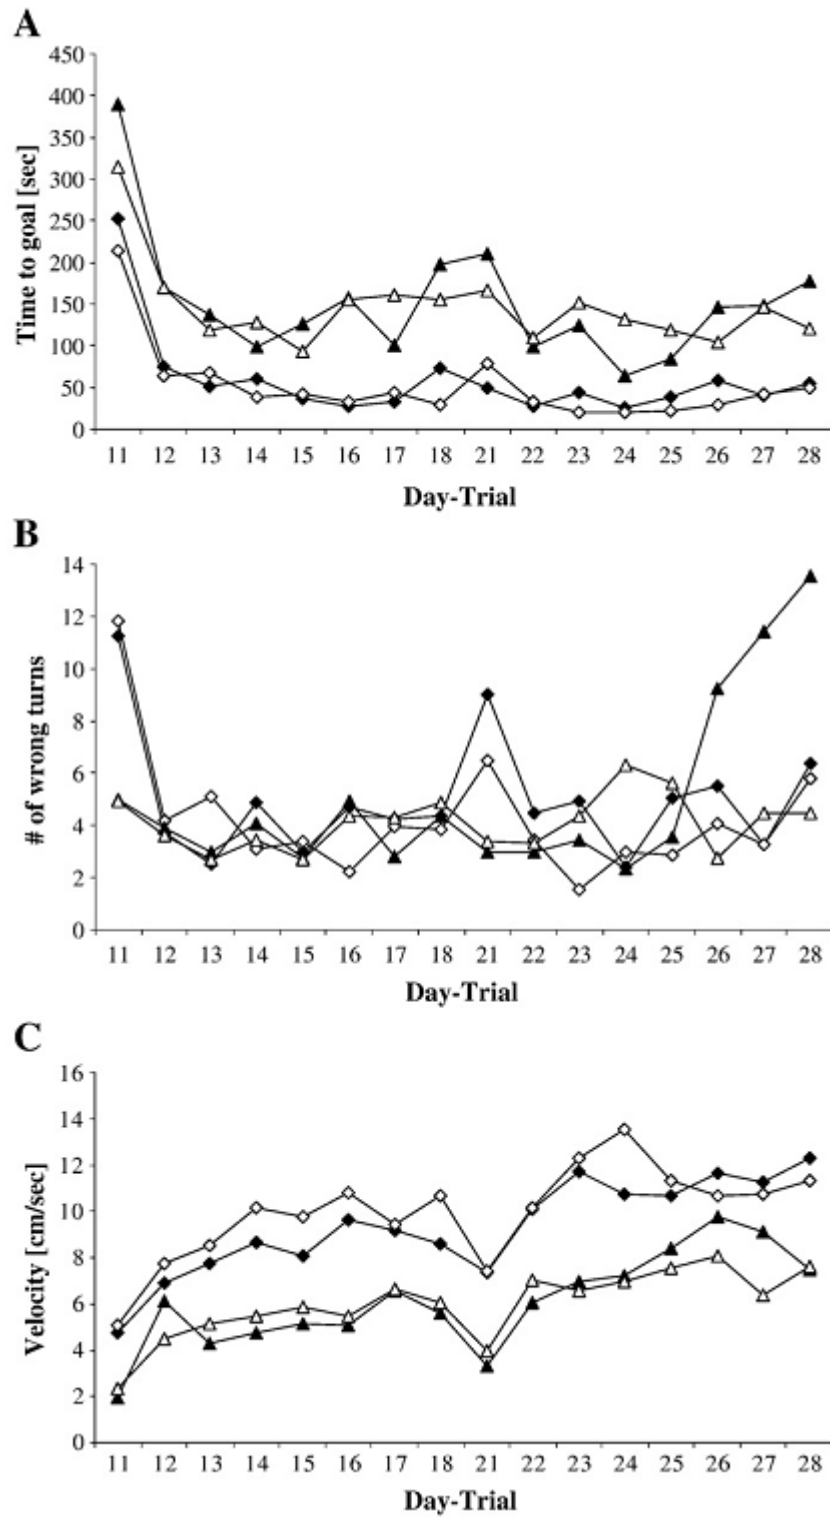 A
450
400
350
300
250
200
150
100
50
0
Time to goal [sec]
11 12 13 14 15 16 17 18 21 22 23 24 25 26 27 28
Day-Trial
B
14
12
10
8
6
4
2
0
# of wrong turns
11 12 13 14 15 16 17 18 21 22 23 24 25 26 27 28
Day-Trial
C
16
14
12
10
8
6
4
2
0
Velocity [cm/sec]
11 12 13 14 15 16 17 18 21 22 23 24 25 26 27 28
Day-Trial